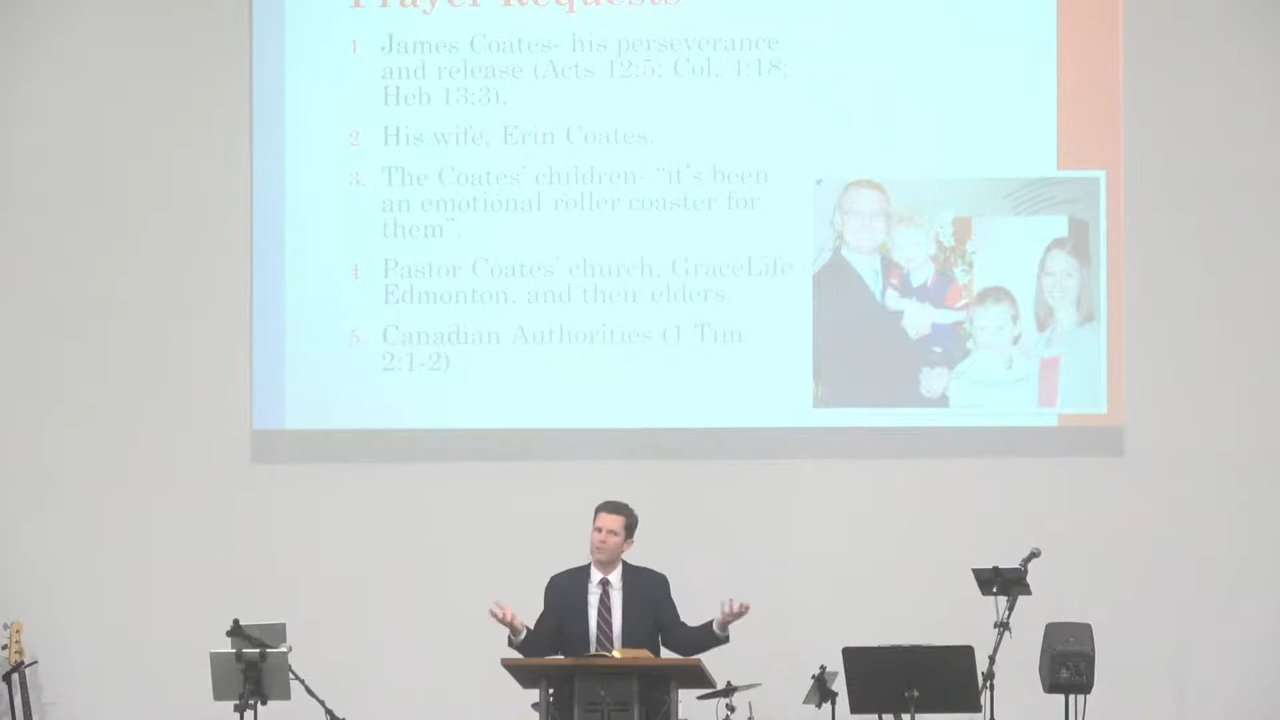 Prayer Requests
1 James Coates- his perseverance
and release (Acts 12:5; Col. 4:18;
Heb 13:3).
2 His wife, Erin Coates.
3. The Coates' children- "it's been
an emotional roller coaster for
them".
4 Pastor Coates' church, GraceLife
Edmonton, and then elders.
5. Canadian Authorities (1 Tim
2:1-2)